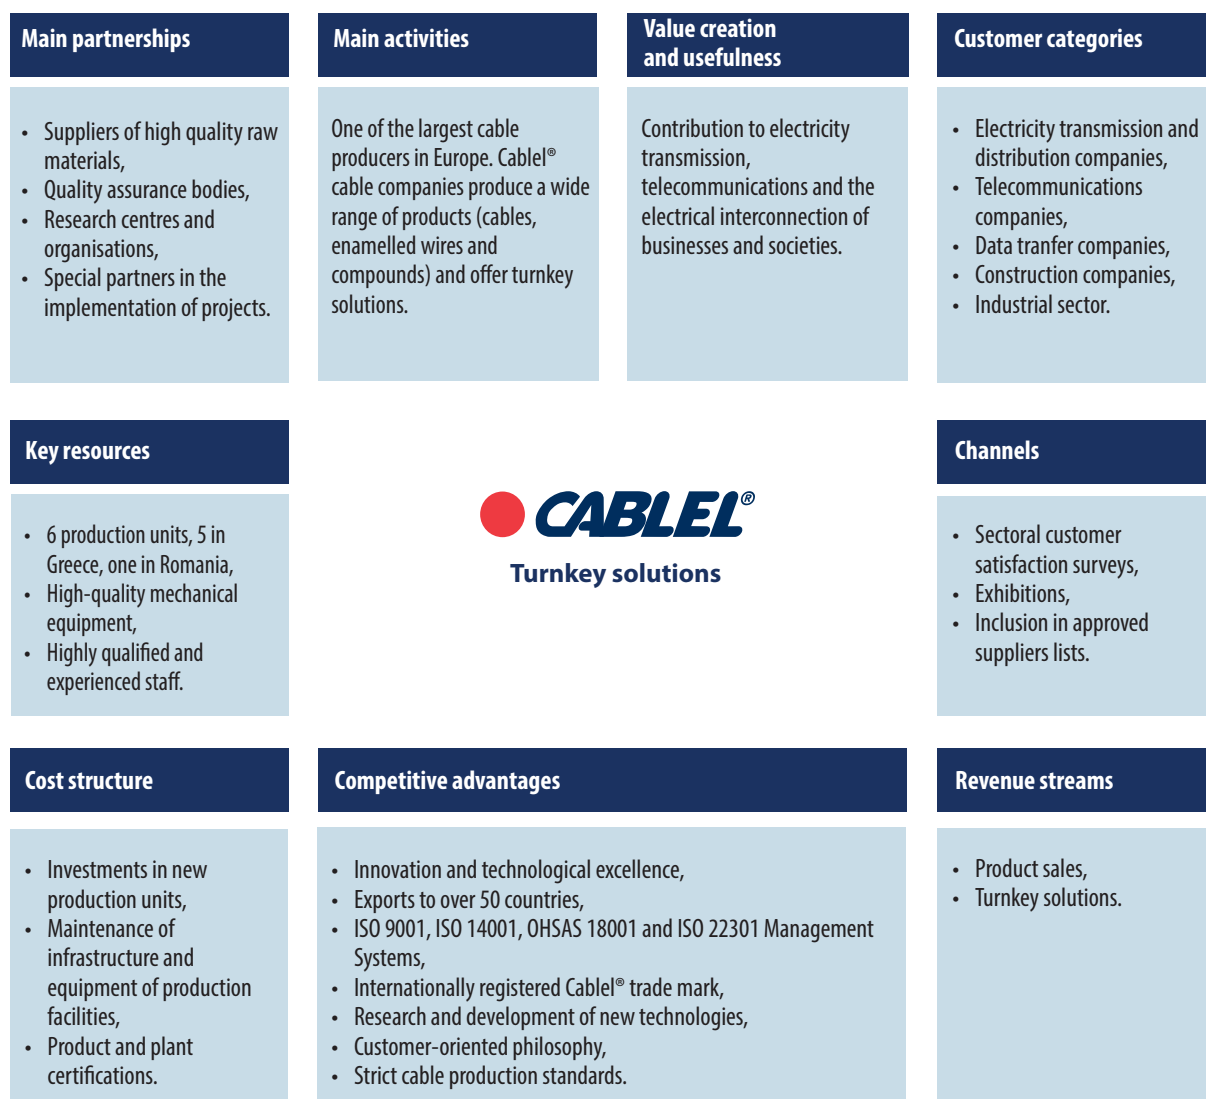 Main partnerships
• Suppliers of high quality raw
materials,
• Quality assurance bodies,
• Research centres and
organisations,
• Special partners in the
implementation of projects.
Main activities
One of the largest cable
producers in Europe. Cablel®
cable companies produce a wide
range of products (cables,
enamelled wires and
compounds) and offer turnkey
solutions.
Value creation
and usefulness
Contribution to electricity
transmission,
telecommunications and the
electrical interconnection of
businesses and societies.
Customer categories
• Electricity transmission and
distribution companies,
• Telecommunications
companies,
• Data tranfer companies,
• Construction companies,
• Industrial sector.
Key resources
• 6 production units, 5 in
Greece, one in Romania,
• High-quality mechanical
equipment,
• Highly qualified and
experienced staff.
CABLEL®
Turnkey solutions
Channels
• Sectoral customer
satisfaction surveys,
• Exhibitions,
• Inclusion in approved
suppliers lists.
Cost structure
• Investments in new
production units,
• Maintenance of
infrastructure and
equipment of production
facilities,
• Product and plant
certifications.
Competitive advantages
• Innovation and technological excellence,
• Exports to over 50 countries,
• ISO 9001, ISO 14001, OHSAS 18001 and ISO 22301 Management
Systems,
• Internationally registered Cablel® trade mark,
• Research and development of new technologies,
• Customer-oriented philosophy,
• Strict cable production standards.
Revenue streams
• Product sales,
• Turnkey solutions.